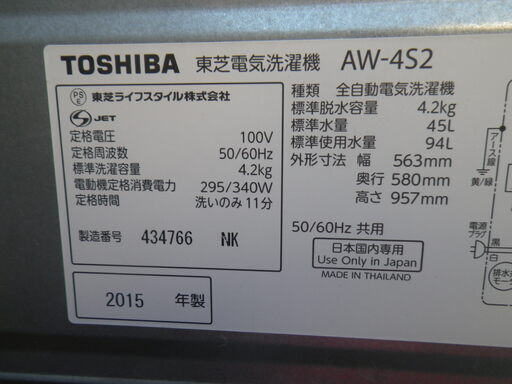 TOSHIBA 東芝電気洗濯機 AW-4S2
PS
E
東芝ライフスタイル株式会社
S JET
定格電圧 100V
定格周波数 50/60Hz
標準洗濯容量 4.2kg
電動機定格消費電力 295/340W
定格時間 洗いのみ11分
製造番号 434766 NK
2015 年製
種類 全自動電気洗濯機
標準脱水容量 4.2kg
標準水量 45L
標準使用水量 94L
外形寸法 幅 563mm
奥行 580mm
高さ 957mm
50/60Hz 共用
日本国内専用
Use Only in Japan
MADE IN THAILAND
アース線
黄/緑
電源
プラグ
黒
白
排水
モータ